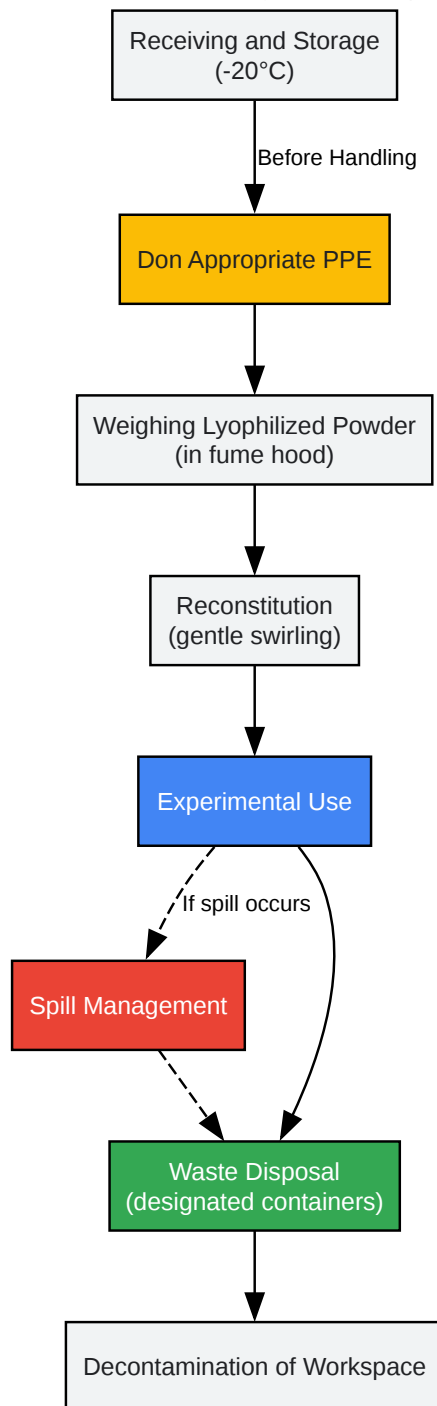 Receiving and Storage
(-20°C)
Before Handling
Don Appropriate PPE
Weighing Lyophilized Powder
(in fume hood)
Reconstitution
(gentle swirling)
Experimental Use
If spill occurs
Spill Management
Waste Disposal
(designated containers)
Decontamination of Workspace